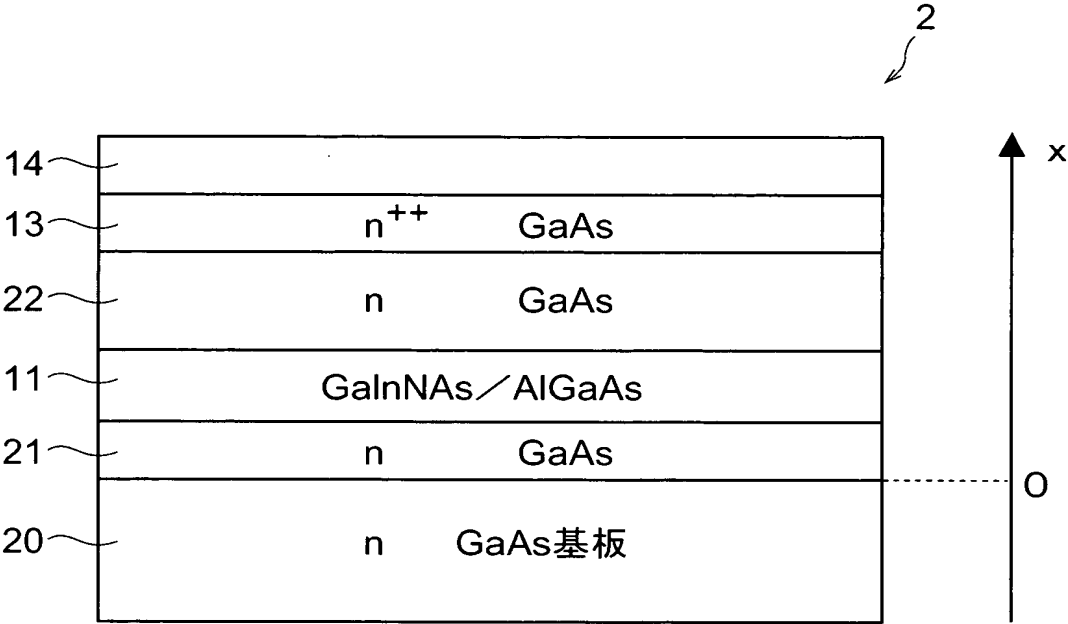 2
x
14
13 n++ GaAs
22 n GaAs
11 GaInNAs／AlGaAs
21 n GaAs
O
20 n GaAs基板